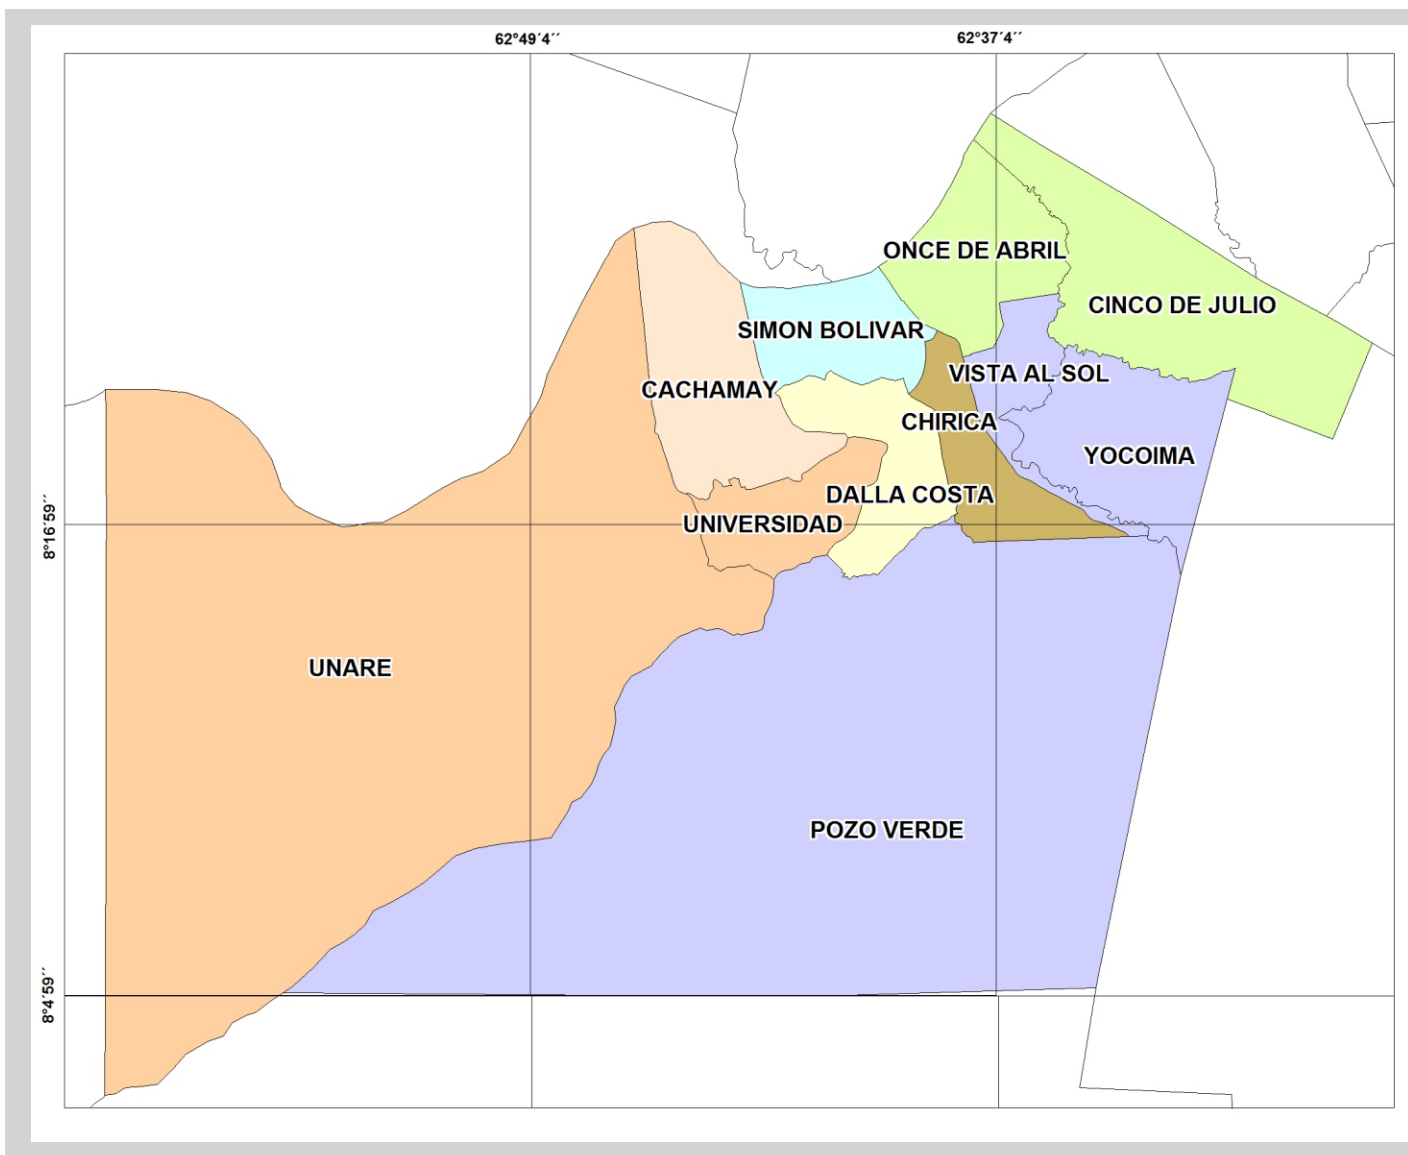 62°49´4´´
62°37´4´´
ONCE DE ABRIL
CINCO DE JULIO
SIMON BOLIVAR
VISTA AL SOL
CACHAMAY
CHIRICA
YOCOIMA
DALLA COSTA
UNIVERSIDAD
8°16´59´´
UNARE
POZO VERDE
8°4´59´´